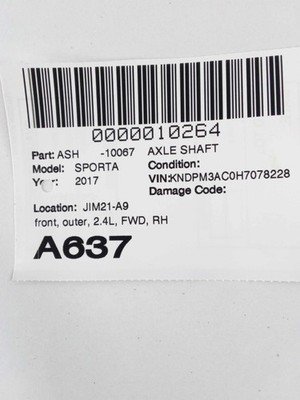 0000010264
Part: ASH -10067 AXLE SHAFT
Model: SPORTA Condition:
Year: 2017 VIN:KNDPM3AC0H7078228
Damage Code:
Location: JIM21-A9
front, outer, 2.4L, FWD, RH
A637